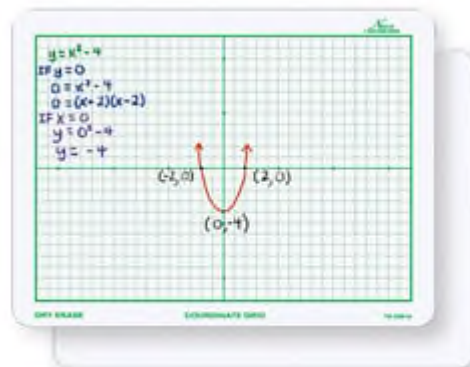 y=x²-4
IF y=0
0=x²-4
0=(x+2)(x-2)
IF x=0
y=0²-4
y=-4
(-2,0)
(2,0)
(0,-4)
DRY ERASE
COORDINATE GRID